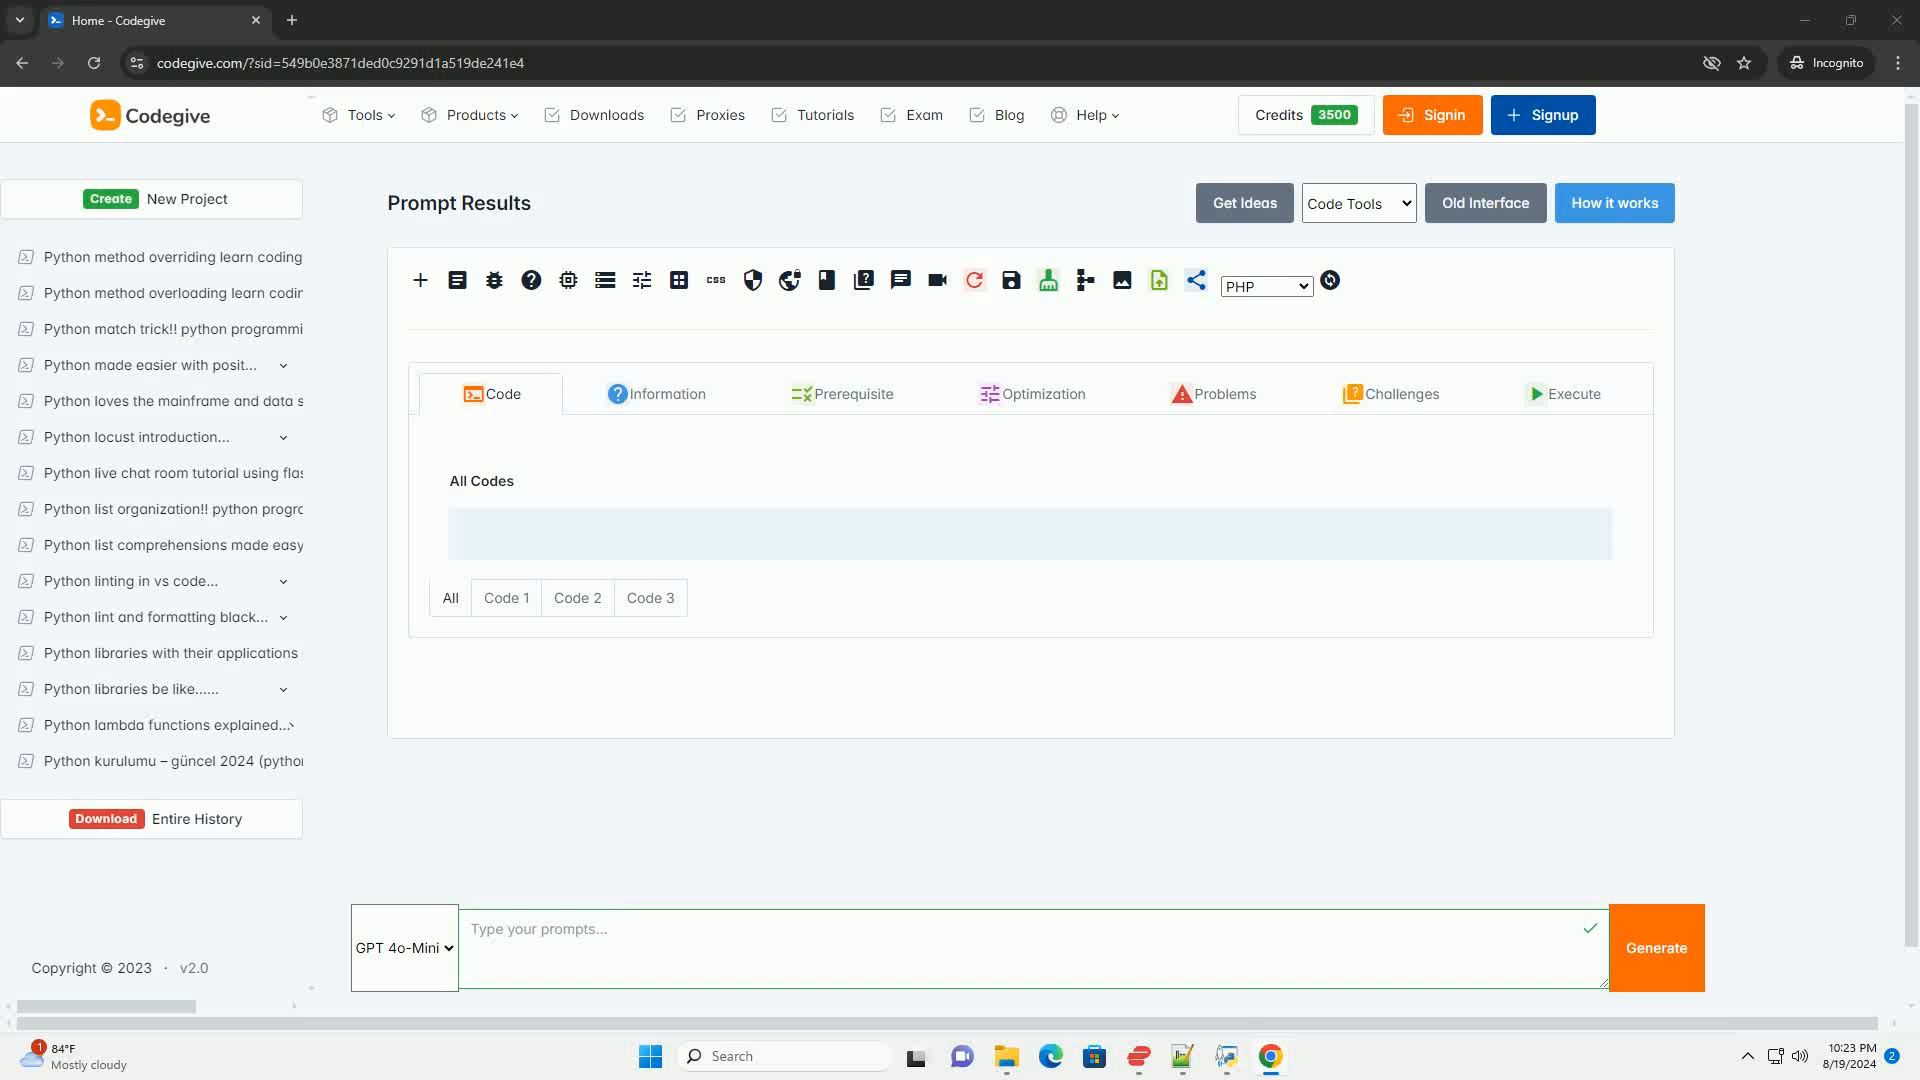 Home - Codegive
codegive.com/?sid=549b0e3871ded0c9291d1a519de241e4
Incognito
Codegive
Tools
Products
Downloads
Proxies
Tutorials
Exam
Blog
Help
Credits 3500
Signin
Signup
Create New Project
Python method overriding learn coding
Python method overloading learn codin
Python match trick!! python programmi
Python made easier with posit...
Python loves the mainframe and data s
Python locust introduction...
Python live chat room tutorial using flas
Python list organization!! python progra
Python list comprehensions made easy
Python linting in vs code...
Python lint and formatting black...
Python libraries with their applications
Python libraries be like......
Python lambda functions explained...
Python kurulumu – güncel 2024 (python
Download Entire History
Copyright © 2023 · v2.0
Prompt Results
Get Ideas
Code Tools
Old Interface
How it works
css
PHP
Code
Information
Prerequisite
Optimization
Problems
Challenges
Execute
All Codes
All
Code 1
Code 2
Code 3
GPT 4o-Mini
Type your prompts...
Generate
1
84°F
Mostly cloudy
Search
10:23 PM
8/19/2024
2